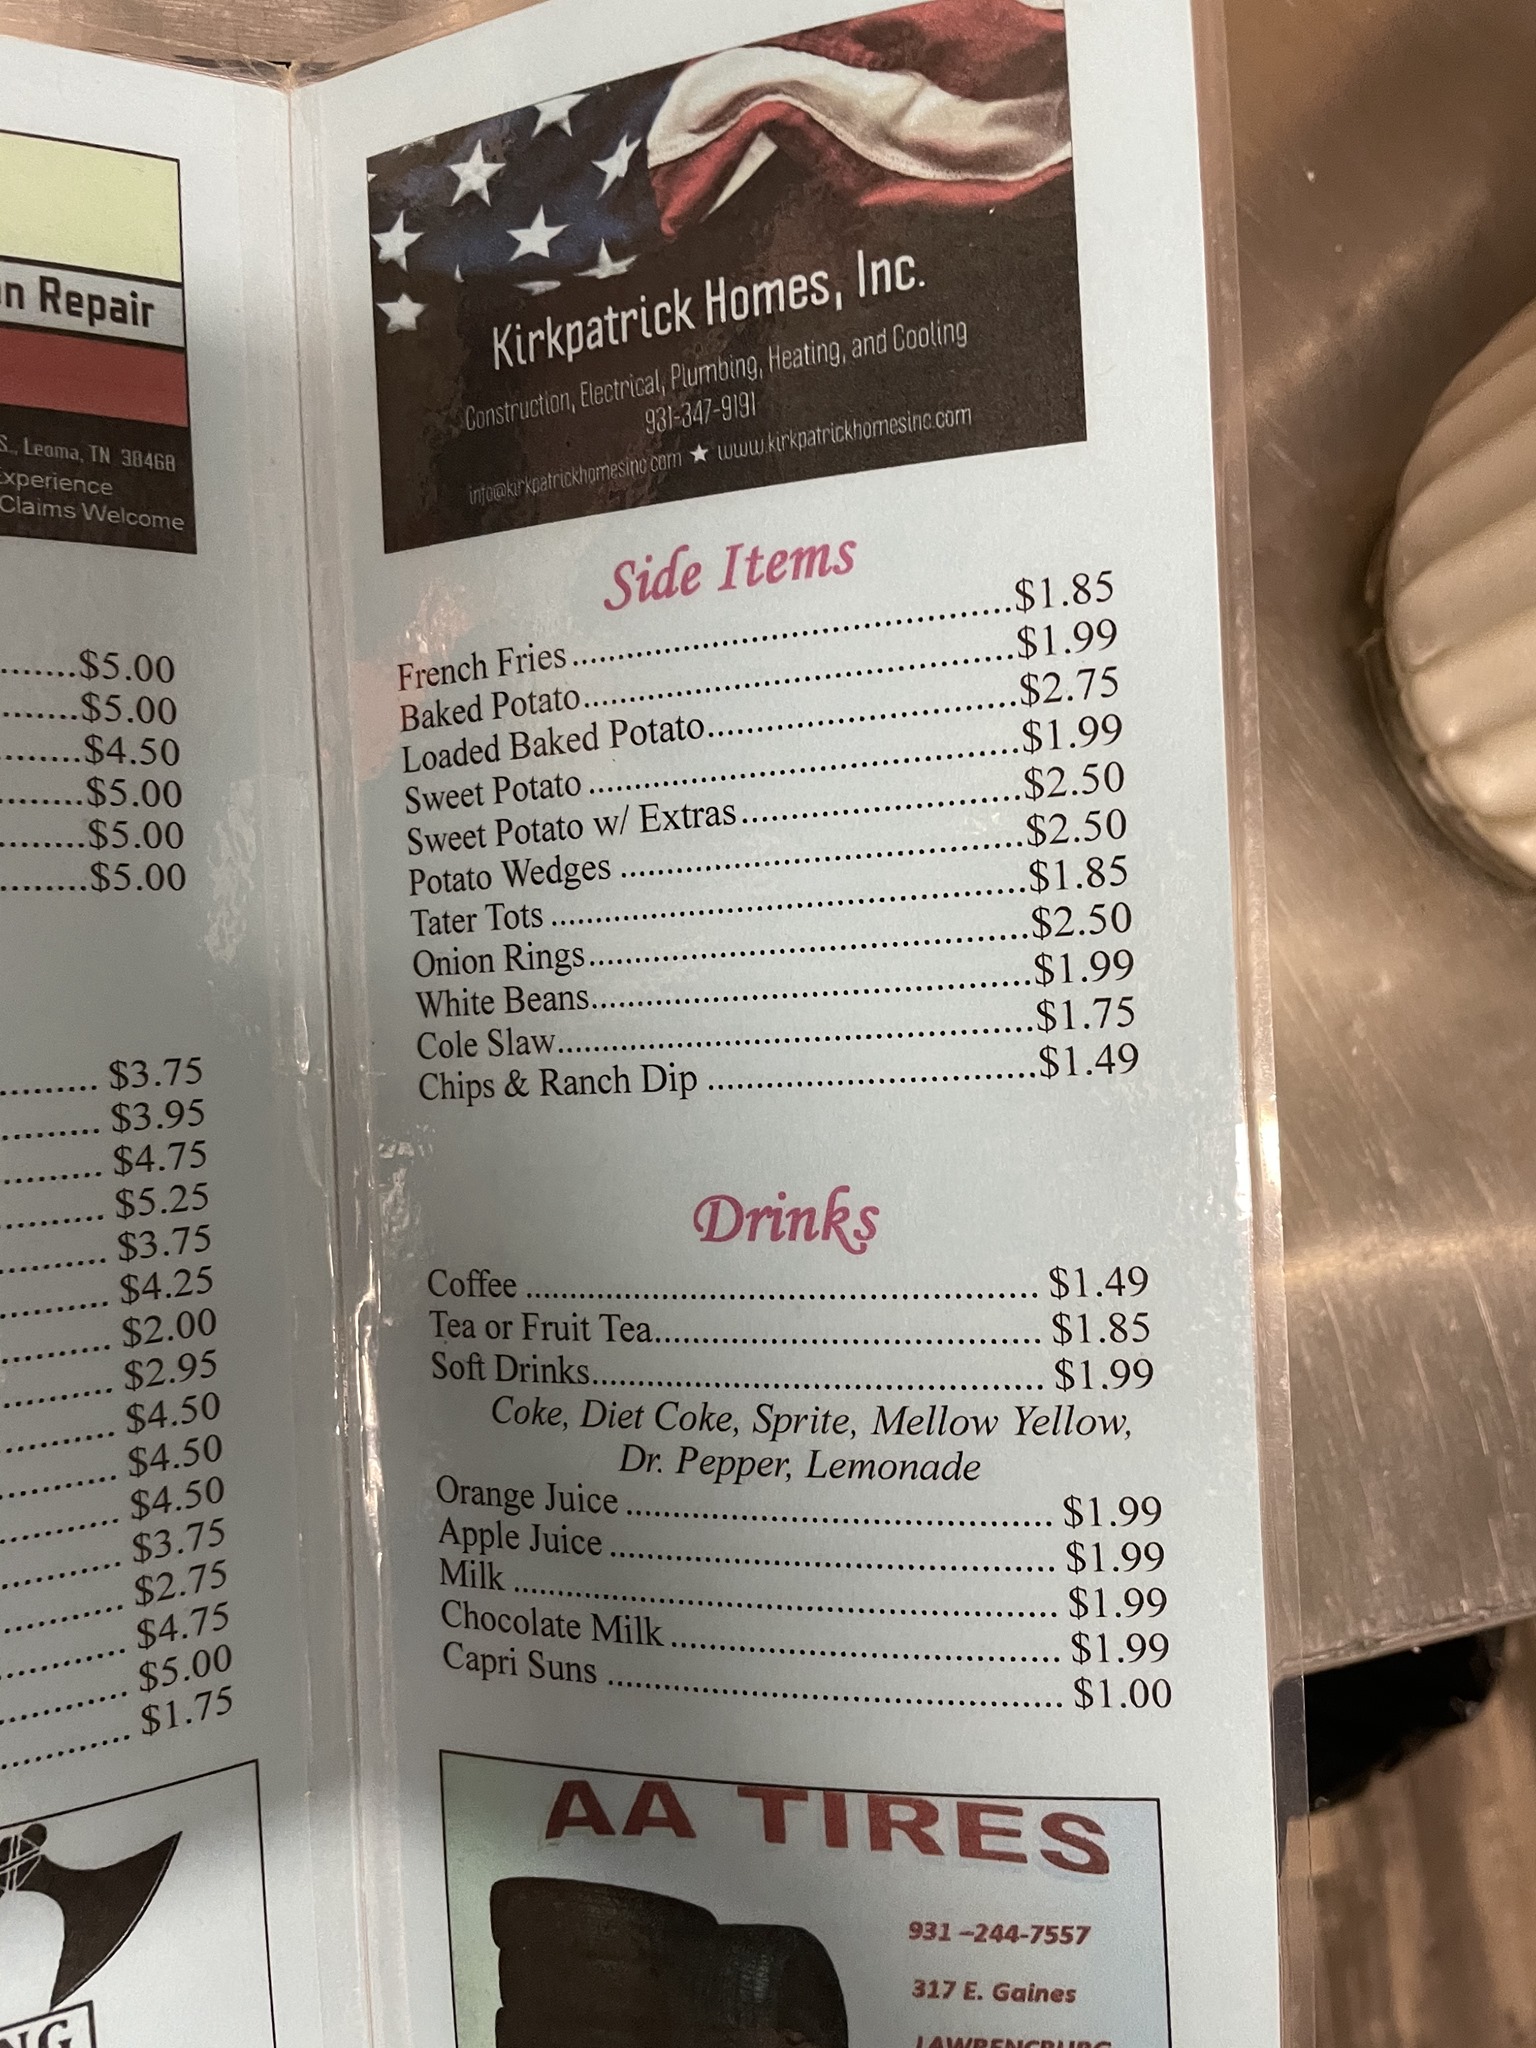 n Repair
S., Leoma, TN 38468
Experience
Claims Welcome
$5.00
$5.00
$4.50
$5.00
$5.00
$5.00
$3.75
$3.95
$4.75
$5.25
$3.75
$4.25
$2.00
$2.95
$4.50
$4.50
$4.50
$3.75
$2.75
$4.75
$5.00
$1.75
NG
Kirkpatrick Homes, Inc.
Construction, Electrical, Plumbing, Heating, and Cooling
931-347-9191
info@kirkpatrickhomesinc.com ★ www.kirkpatrickhomesinc.com
Side Items
French Fries $1.85
Baked Potato $1.99
Loaded Baked Potato $2.75
Sweet Potato $1.99
Sweet Potato w/ Extras $2.50
Potato Wedges $2.50
Tater Tots $1.85
Onion Rings $2.50
White Beans $1.99
Cole Slaw $1.75
Chips & Ranch Dip $1.49
Drinks
Coffee $1.49
Tea or Fruit Tea $1.85
Soft Drinks $1.99
Coke, Diet Coke, Sprite, Mellow Yellow,
Dr. Pepper, Lemonade
Orange Juice $1.99
Apple Juice $1.99
Milk $1.99
Chocolate Milk $1.99
Capri Suns $1.00
AA TIRES
931 -244-7557
317 E. Gaines
LAWRENCBURG